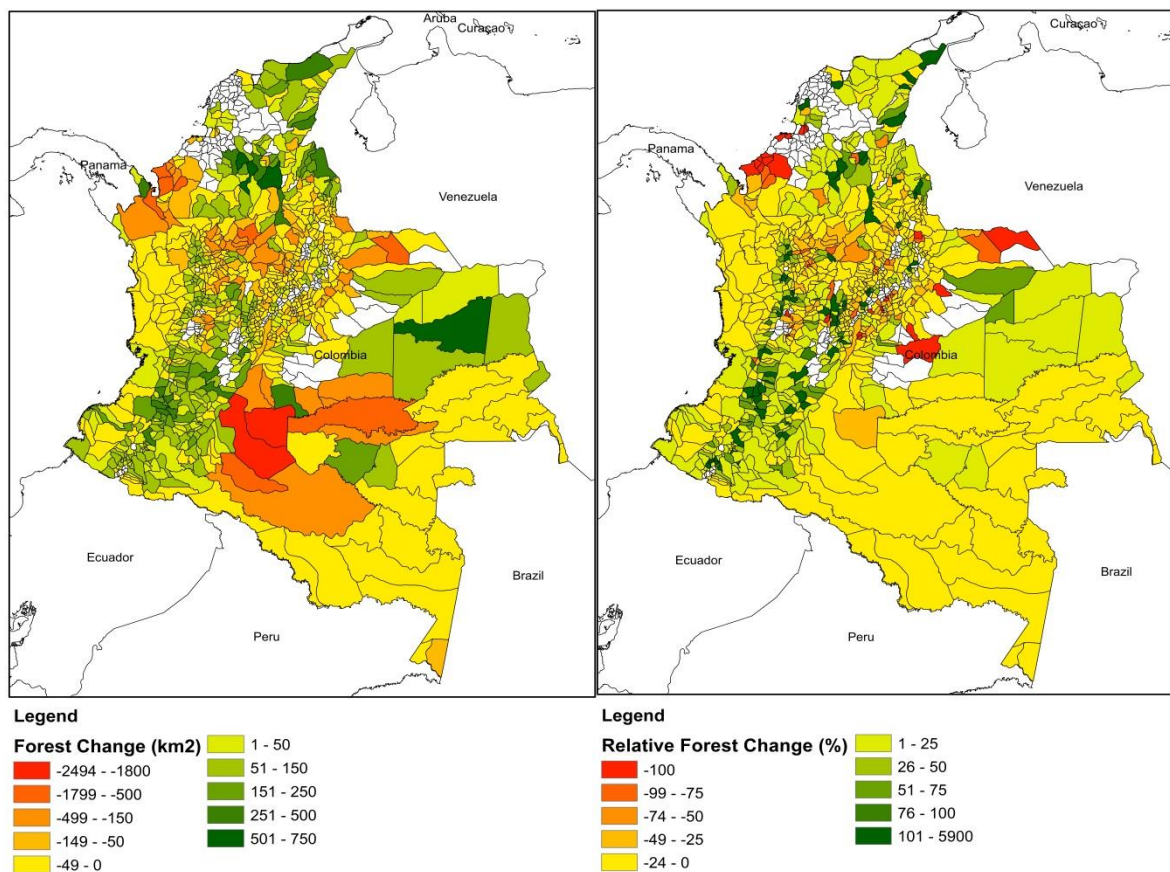 Aruba
Curaçao
Panama
Venezuela
Colombia
Ecuador
Brazil
Peru
Legend
Forest Change (km2)
-2494 - -1800
-1799 - -500
-499 - -150
-149 - -50
-49 - 0
1 - 50
51 - 150
151 - 250
251 - 500
501 - 750
Aruba
Curaçao
Panama
Venezuela
Colombia
Ecuador
Brazil
Peru
Legend
Relative Forest Change (%)
-100
-99 - -75
-74 - -50
-49 - -25
-24 - 0
1 - 25
26 - 50
51 - 75
76 - 100
101 - 5900